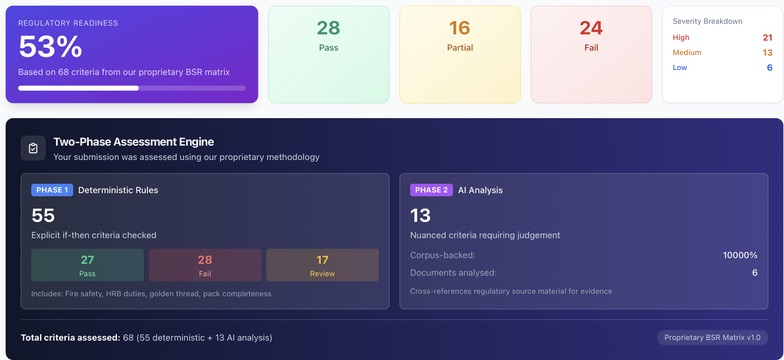 REGULATORY READINESS
53%
Based on 68 criteria from our proprietary BSR matrix
28
Pass
16
Partial
24
Fail
Severity Breakdown
High 21
Medium 13
Low 6
Two-Phase Assessment Engine
Your submission was assessed using our proprietary methodology
PHASE 1 Deterministic Rules
55
Explicit if-then criteria checked
27
Pass
28
Fail
17
Review
Includes: Fire safety, HRB duties, golden thread, pack completeness
PHASE 2 AI Analysis
13
Nuanced criteria requiring judgement
Corpus-backed: 10000%
Documents analysed: 6
Cross-references regulatory source material for evidence
Total criteria assessed: 68 (55 deterministic + 13 AI analysis)
Proprietary BSR Matrix v1.0